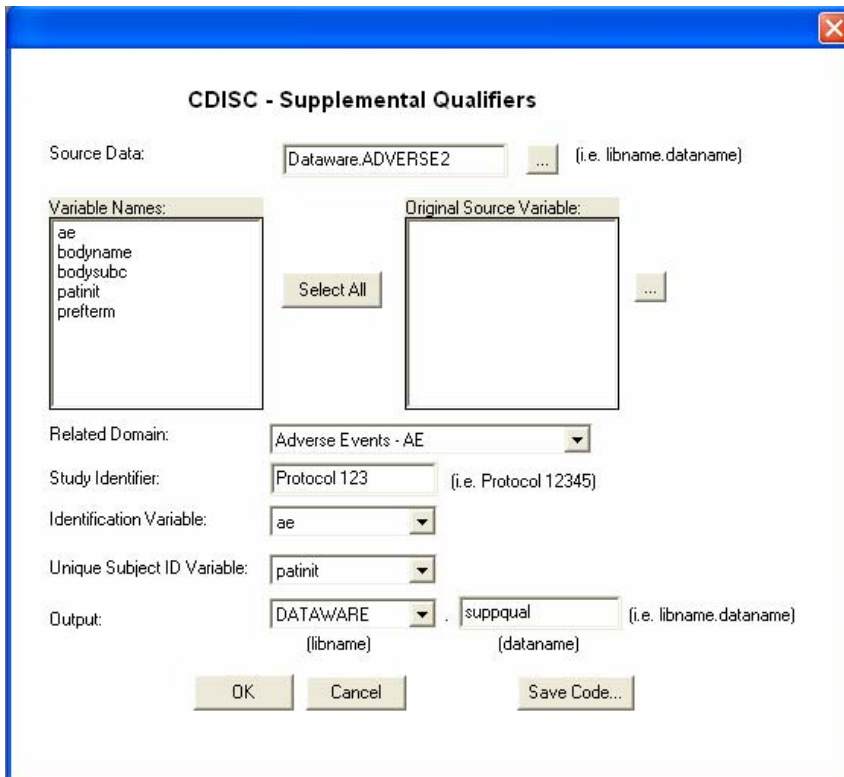 CDISC - Supplemental Qualifiers
Source Data: Dataware.ADVERSE2 ... (i.e. libname.dataname)
Variable Names: Original Source Variable:
ae
bodyname
bodysubc
patinit
prefterm
Select All ...
Related Domain: Adverse Events - AE
Study Identifier: Protocol 123 (i.e. Protocol 12345)
Identification Variable: ae
Unique Subject ID Variable: patinit
Output: DATAWARE . suppqual (i.e. libname.dataname)
(libname) (dataname)
OK Cancel Save Code...